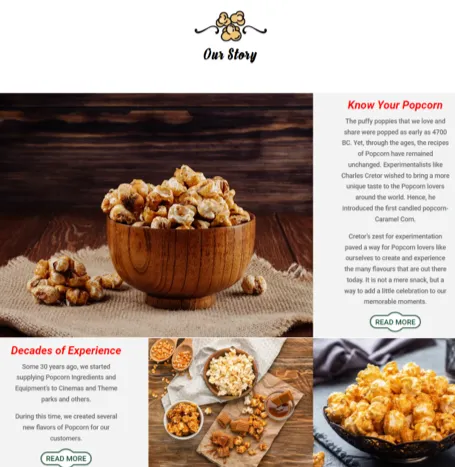 Our Story
Know Your Popcorn
The puffy poppies that we love and
share were popped as early as 4700
BC. Yet, through the ages, the recipes
of Popcorn have remained
unchanged. Experimentalists like
Charles Cretor wished to bring a more
unique taste to the Popcorn lovers
around the world. Hence, he
introduced the first candied popcorn-
Caramel Corn.
Cretor's zest for experimentation
paved a way for Popcorn lovers like
ourselves to create and experience
the many flavours that are out there
today. It is not a mere snack, but a
way to add a little celebration to our
memorable moments.
READ MORE
Decades of Experience
Some 30 years ago, we started
supplying Popcorn Ingredients and
Equipment's to Cinemas and Theme
parks and others.
During this time, we created several
new flavors of Popcorn for our
customers.
READ MORE